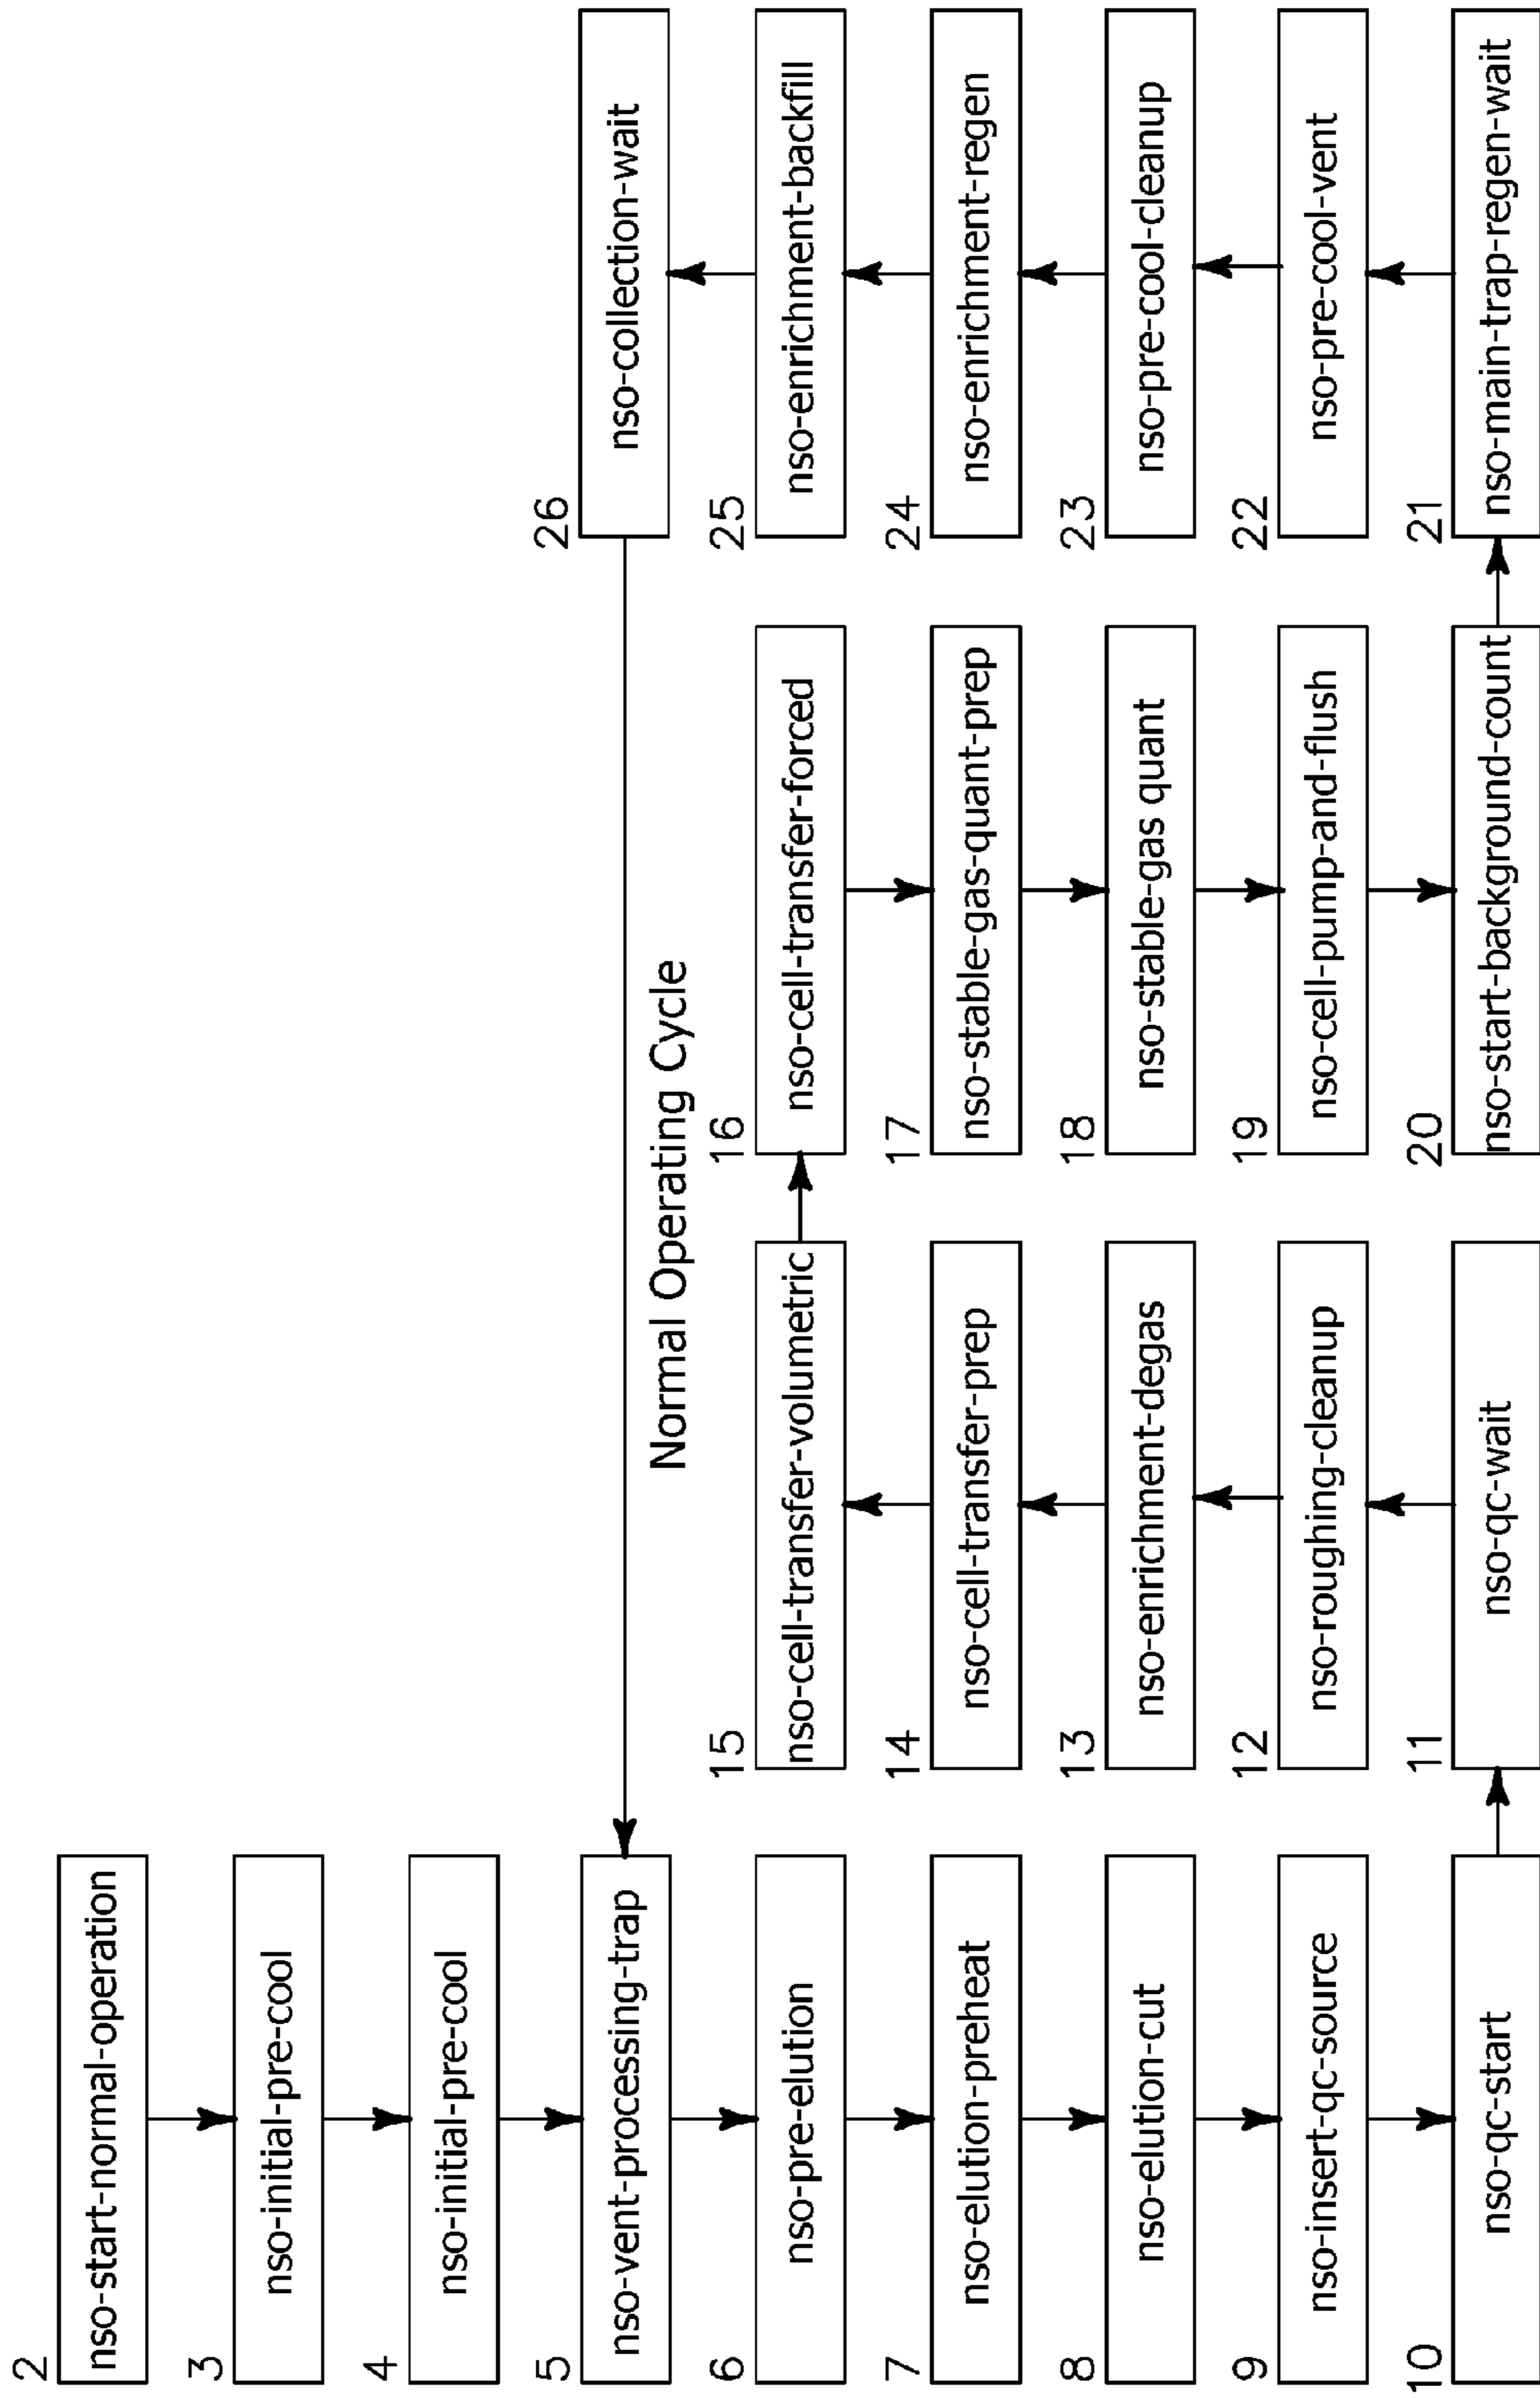 2
nso-start-normal-operation
3
nso-initial-pre-cool
4
nso-initial-pre-cool
5
nso-vent-processing-trap
6
nso-pre-elution
7
nso-elution-preheat
8
nso-elution-cut
9
nso-insert-qc-source
10
nso-qc-start
Normal Operating Cycle
15
nso-cell-transfer-volumetric
14
nso-cell-transfer-prep
13
nso-enrichment-degas
12
nso-roughing-cleanup
11
nso-qc-wait
16
nso-cell-transfer-forced
17
nso-stable-gas-quant-prep
18
nso-stable-gas quant
19
nso-cell-pump-and-flush
20
nso-start-background-count
26
nso-collection-wait
25
nso-enrichment-backfill
24
nso-enrichment-regen
23
nso-pre-cool-cleanup
22
nso-pre-cool-vent
21
nso-main-trap-regen-wait